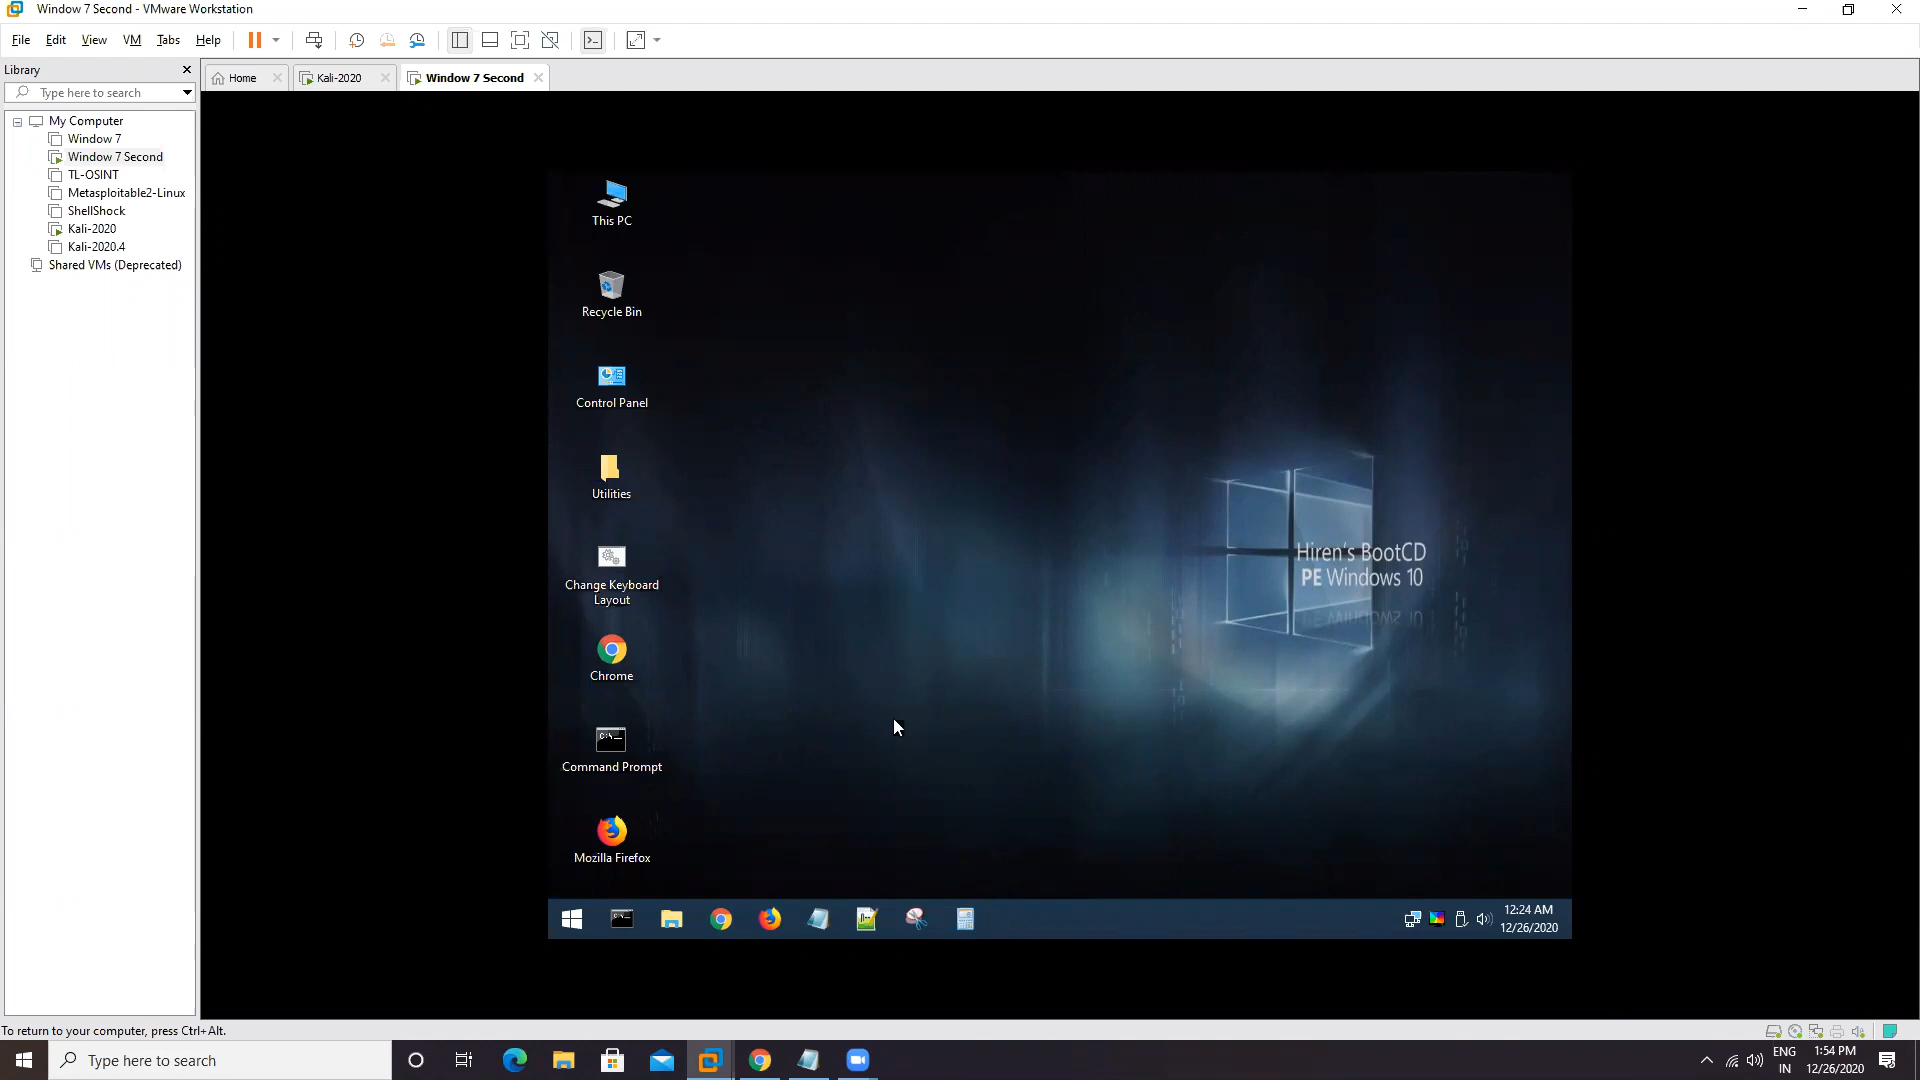 Window 7 Second - VMware Workstation
File Edit View VM Tabs Help
Library
Home
Kali-2020
Window 7 Second
Type here to search
My Computer
Window 7
Window 7 Second
TL-OSINT
Metasploitable2-Linux
ShellShock
Kali-2020
Kali-2020.4
Shared VMs (Deprecated)
This PC
Recycle Bin
Control Panel
Utilities
Change Keyboard
Layout
Chrome
Command Prompt
Mozilla Firefox
Hiren's BootCD
PE Windows 10
12:24 AM
12/26/2020
To return to your computer, press Ctrl+Alt.
Type here to search
ENG
IN
1:54 PM
12/26/2020